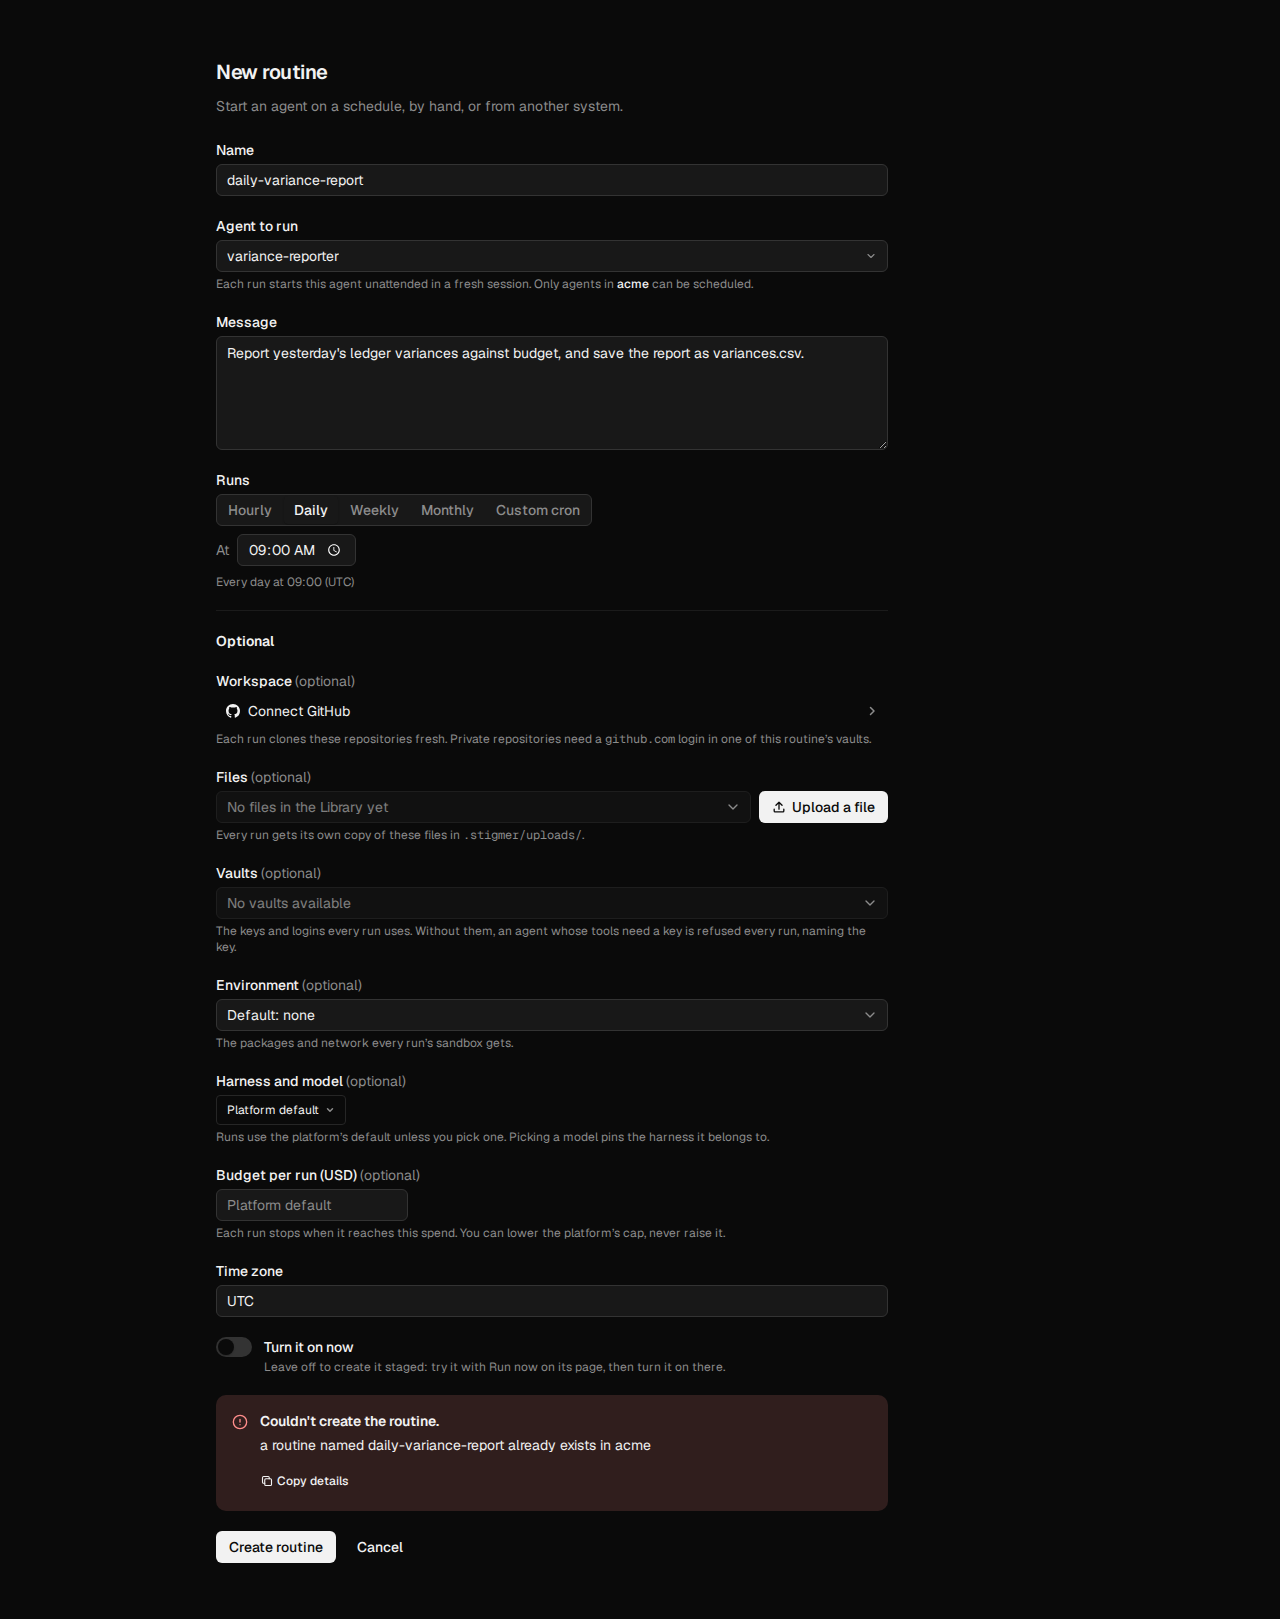 New routine
Start an agent on a schedule, by hand, or from another system.
Name
daily-variance-report
Agent to run
variance-reporter
Each run starts this agent unattended in a fresh session. Only agents in acme can be scheduled.
Message
Report yesterday's ledger variances against budget, and save the report as variances.csv.
Runs
Hourly Daily Weekly Monthly Custom cron
At 09:00 AM
Every day at 09:00 (UTC)
Optional
Workspace (optional)
Connect GitHub
Each run clones these repositories fresh. Private repositories need a github.com login in one of this routine's vaults.
Files (optional)
No files in the Library yet Upload a file
Every run gets its own copy of these files in .stigmer/uploads/.
Vaults (optional)
No vaults available
The keys and logins every run uses. Without them, an agent whose tools need a key is refused every run, naming the
key.
Environment (optional)
Default: none
The packages and network every run's sandbox gets.
Harness and model (optional)
Platform default
Runs use the platform's default unless you pick one. Picking a model pins the harness it belongs to.
Budget per run (USD) (optional)
Platform default
Each run stops when it reaches this spend. You can lower the platform's cap, never raise it.
Time zone
UTC
Turn it on now
Leave off to create it staged: try it with Run now on its page, then turn it on there.
Couldn't create the routine.
a routine named daily-variance-report already exists in acme
Copy details
Create routine Cancel